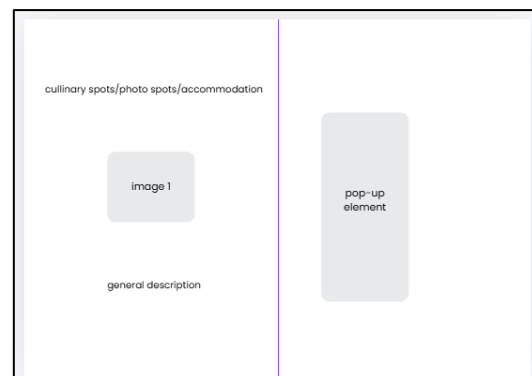 cullinary spots/photo spots/accommodation
image 1
general description
pop-up
element